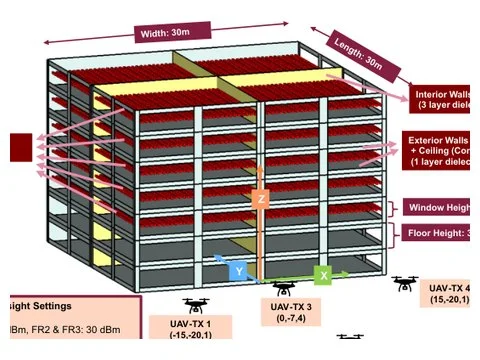 Width: 30m
Length: 30m
Interior Walls
(3 layer diele
Exterior Walls
+ Ceiling (Con
(1 layer dielec
Window Heigh
Floor Height: 3
Z
Y
X
UAV-TX 4
(15,-20,1)
UAV-TX 3
(0,-7,4)
UAV-TX 1
(-15,-20,1)
sight Settings
dBm, FR2 & FR3: 30 dBm